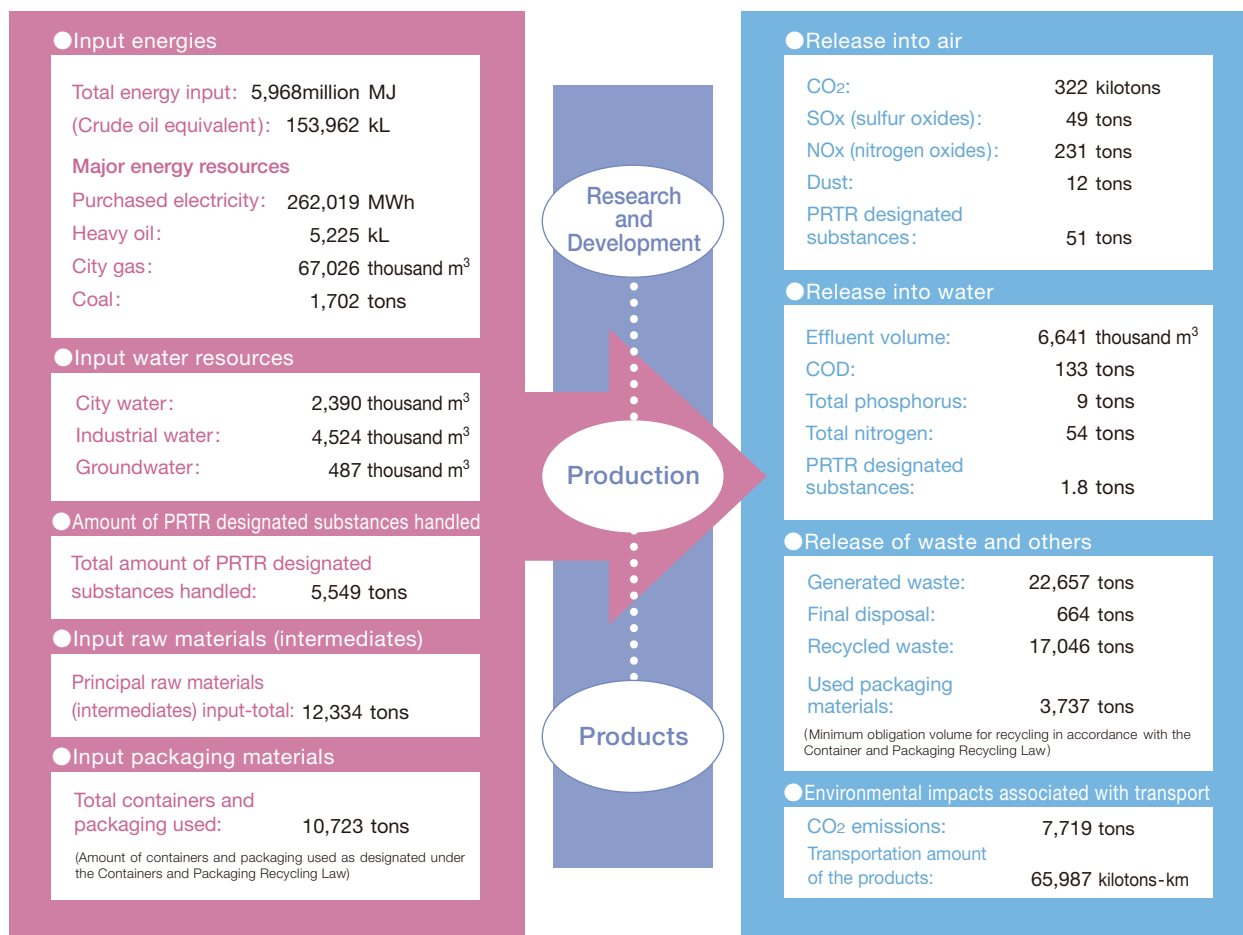 ●Input energies
Total energy input: 5,968million MJ
(Crude oil equivalent): 153,962 kL
Major energy resources
Purchased electricity: 262,019 MWh
Heavy oil: 5,225 kL
City gas: 67,026 thousand m³
Coal: 1,702 tons
●Input water resources
City water: 2,390 thousand m³
Industrial water: 4,524 thousand m³
Groundwater: 487 thousand m³
●Amount of PRTR designated substances handled
Total amount of PRTR designated
substances handled: 5,549 tons
●Input raw materials (intermediates)
Principal raw materials
(intermediates) input-total: 12,334 tons
●Input packaging materials
Total containers and
packaging used: 10,723 tons
(Amount of containers and packaging used as designated under
the Containers and Packaging Recycling Law)
Research
and
Development
Production
Products
●Release into air
CO2: 322 kilotons
SOx (sulfur oxides): 49 tons
NOx (nitrogen oxides): 231 tons
Dust: 12 tons
PRTR designated
substances: 51 tons
●Release into water
Effluent volume: 6,641 thousand m³
COD: 133 tons
Total phosphorus: 9 tons
Total nitrogen: 54 tons
PRTR designated
substances: 1.8 tons
●Release of waste and others
Generated waste: 22,657 tons
Final disposal: 664 tons
Recycled waste: 17,046 tons
Used packaging
materials: 3,737 tons
(Minimum obligation volume for recycling in accordance with the
Container and Packaging Recycling Law)
●Environmental impacts associated with transport
CO2 emissions: 7,719 tons
Transportation amount
of the products: 65,987 kilotons-km